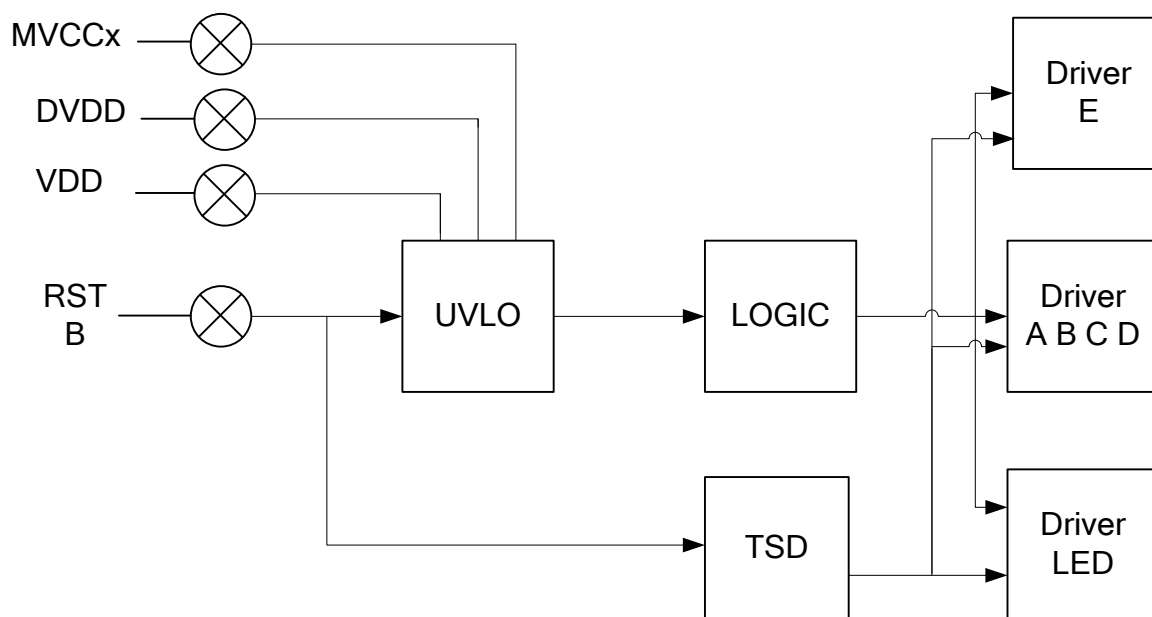 MVCCx
DVDD
VDD
RST
B
UVLO
LOGIC
TSD
Driver
E
Driver
A B C D
Driver
LED